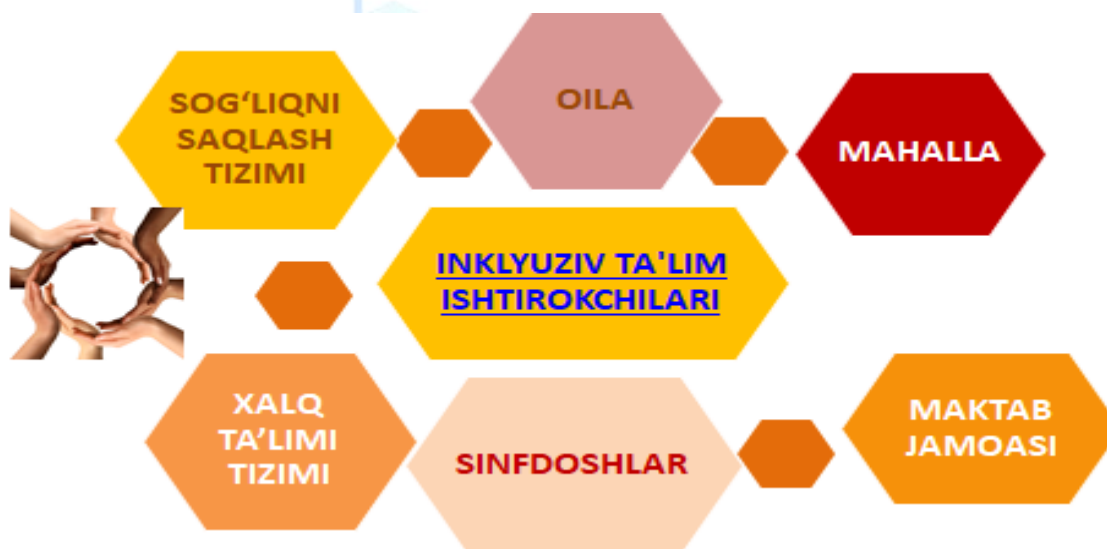 SOG‘LIQNI
SAQLASH
TIZIMI
OILA
MAHALLA
INKLYUZIV TA'LIM
ISHTIROKCHILARI
XALQ
TA’LIMI
TIZIMI
SINFDOSHLAR
MAKTAB
JAMOASI